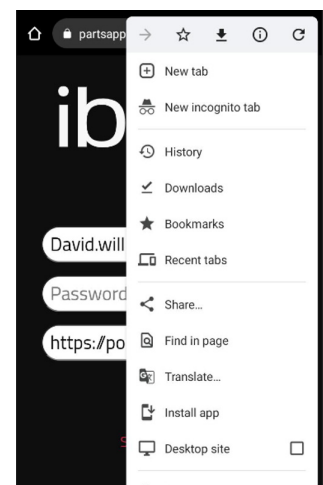 partsapp
ib
David.will
Password
https://po
S
New tab
New incognito tab
History
Downloads
Bookmarks
Recent tabs
Share...
Find in page
Translate...
Install app
Desktop site